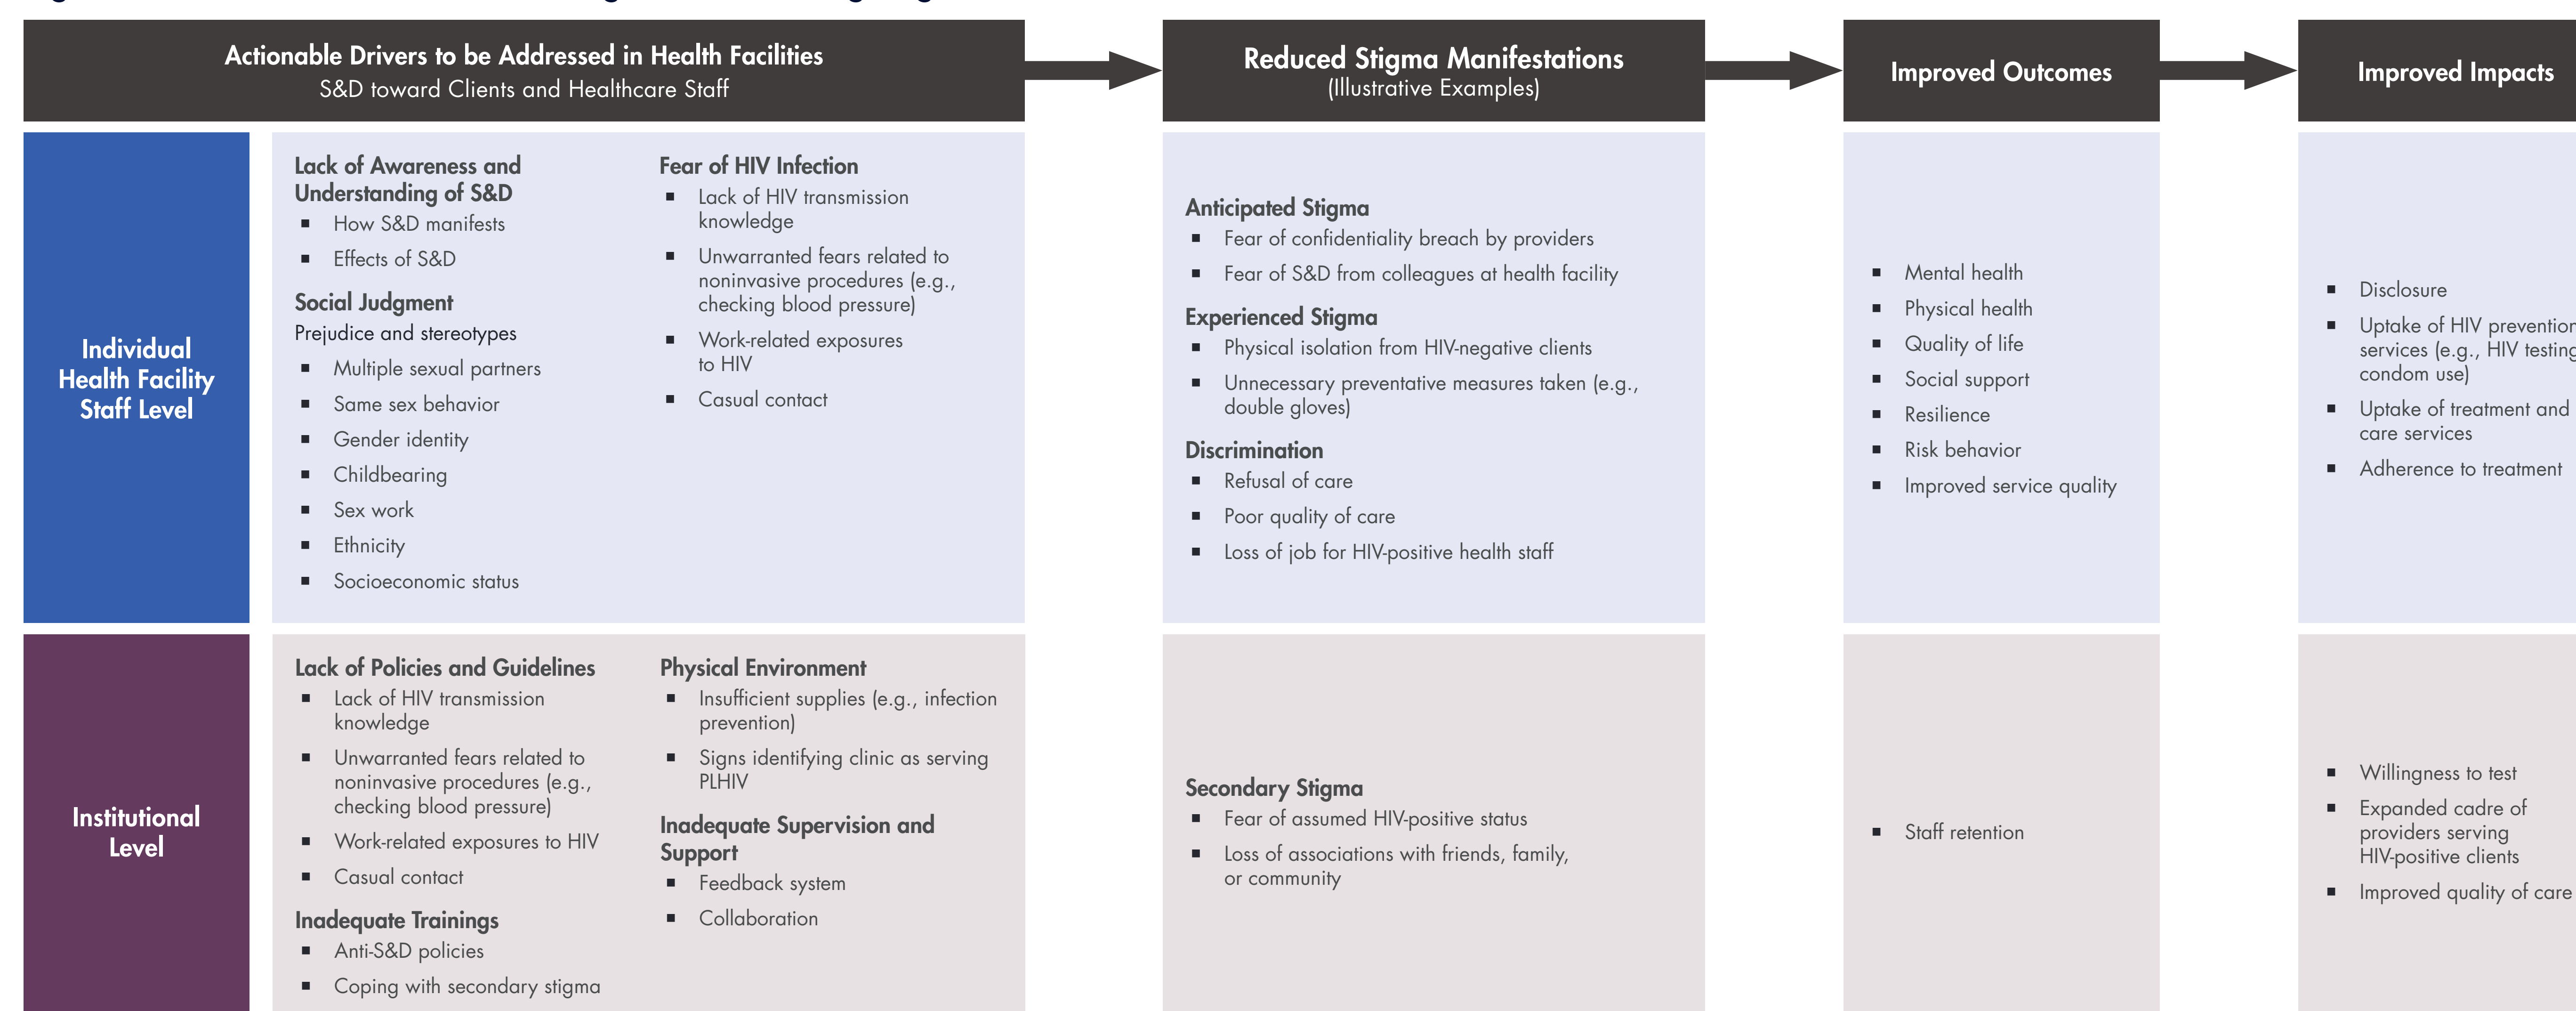 Actionable Drivers to be Addressed in Health Facilities
S&D toward Clients and Healthcare Staff
Reduced Stigma Manifestations
(Illustrative Examples)
Improved Outcomes
Improved Impacts
Individual
Health Facility
Staff Level
Lack of Awareness and
Understanding of S&D
▪ How S&D manifests
▪ Effects of S&D
Social Judgment
Prejudice and stereotypes
▪ Multiple sexual partners
▪ Same sex behavior
▪ Gender identity
▪ Childbearing
▪ Sex work
▪ Ethnicity
▪ Socioeconomic status
Fear of HIV Infection
▪ Lack of HIV transmission
knowledge
▪ Unwarranted fears related to
noninvasive procedures (e.g.,
checking blood pressure)
▪ Work-related exposures
to HIV
▪ Casual contact
Anticipated Stigma
▪ Fear of confidentiality breach by providers
▪ Fear of S&D from colleagues at health facility
Experienced Stigma
▪ Physical isolation from HIV-negative clients
▪ Unnecessary preventative measures taken (e.g.,
double gloves)
Discrimination
▪ Refusal of care
▪ Poor quality of care
▪ Loss of job for HIV-positive health staff
▪ Mental health
▪ Physical health
▪ Quality of life
▪ Social support
▪ Resilience
▪ Risk behavior
▪ Improved service quality
▪ Disclosure
▪ Uptake of HIV prevention
services (e.g., HIV testing
condom use)
▪ Uptake of treatment and
care services
▪ Adherence to treatment
Institutional
Level
Lack of Policies and Guidelines
▪ Lack of HIV transmission
knowledge
▪ Unwarranted fears related to
noninvasive procedures (e.g.,
checking blood pressure)
▪ Work-related exposures to HIV
▪ Casual contact
Inadequate Trainings
▪ Anti-S&D policies
▪ Coping with secondary stigma
Physical Environment
▪ Insufficient supplies (e.g., infection
prevention)
▪ Signs identifying clinic as serving
PLHIV
Inadequate Supervision and
Support
▪ Feedback system
▪ Collaboration
Secondary Stigma
▪ Fear of assumed HIV-positive status
▪ Loss of associations with friends, family,
or community
▪ Staff retention
▪ Willingness to test
▪ Expanded cadre of
providers serving
HIV-positive clients
▪ Improved quality of care